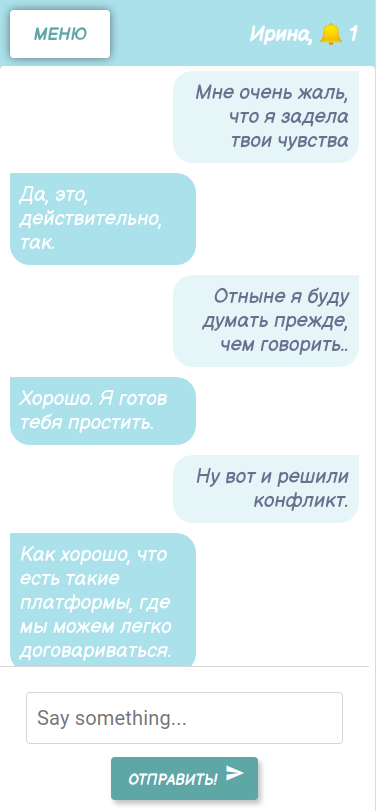 МЕНЮ
Ирина, 🔔 1
Мне очень жаль,
что я задела
твои чувства
Да, это,
действительно,
так.
Отныне я буду
думать прежде,
чем говорить..
Хорошо. Я готов
тебя простить.
Ну вот и решили
конфликт.
Как хорошо, что
есть такие
платформы, где
мы можем легко
договариваться.
Say something...
ОТПРАВИТЬ!